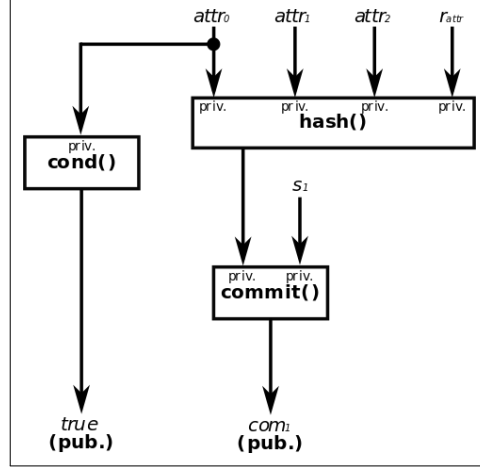 attr₀ attr₁ attr₂ rₐₜₜᵣ
priv. priv. priv. priv.
hash()
priv.
cond()
s₁
priv. priv.
commit()
true com₁
(pub.) (pub.)